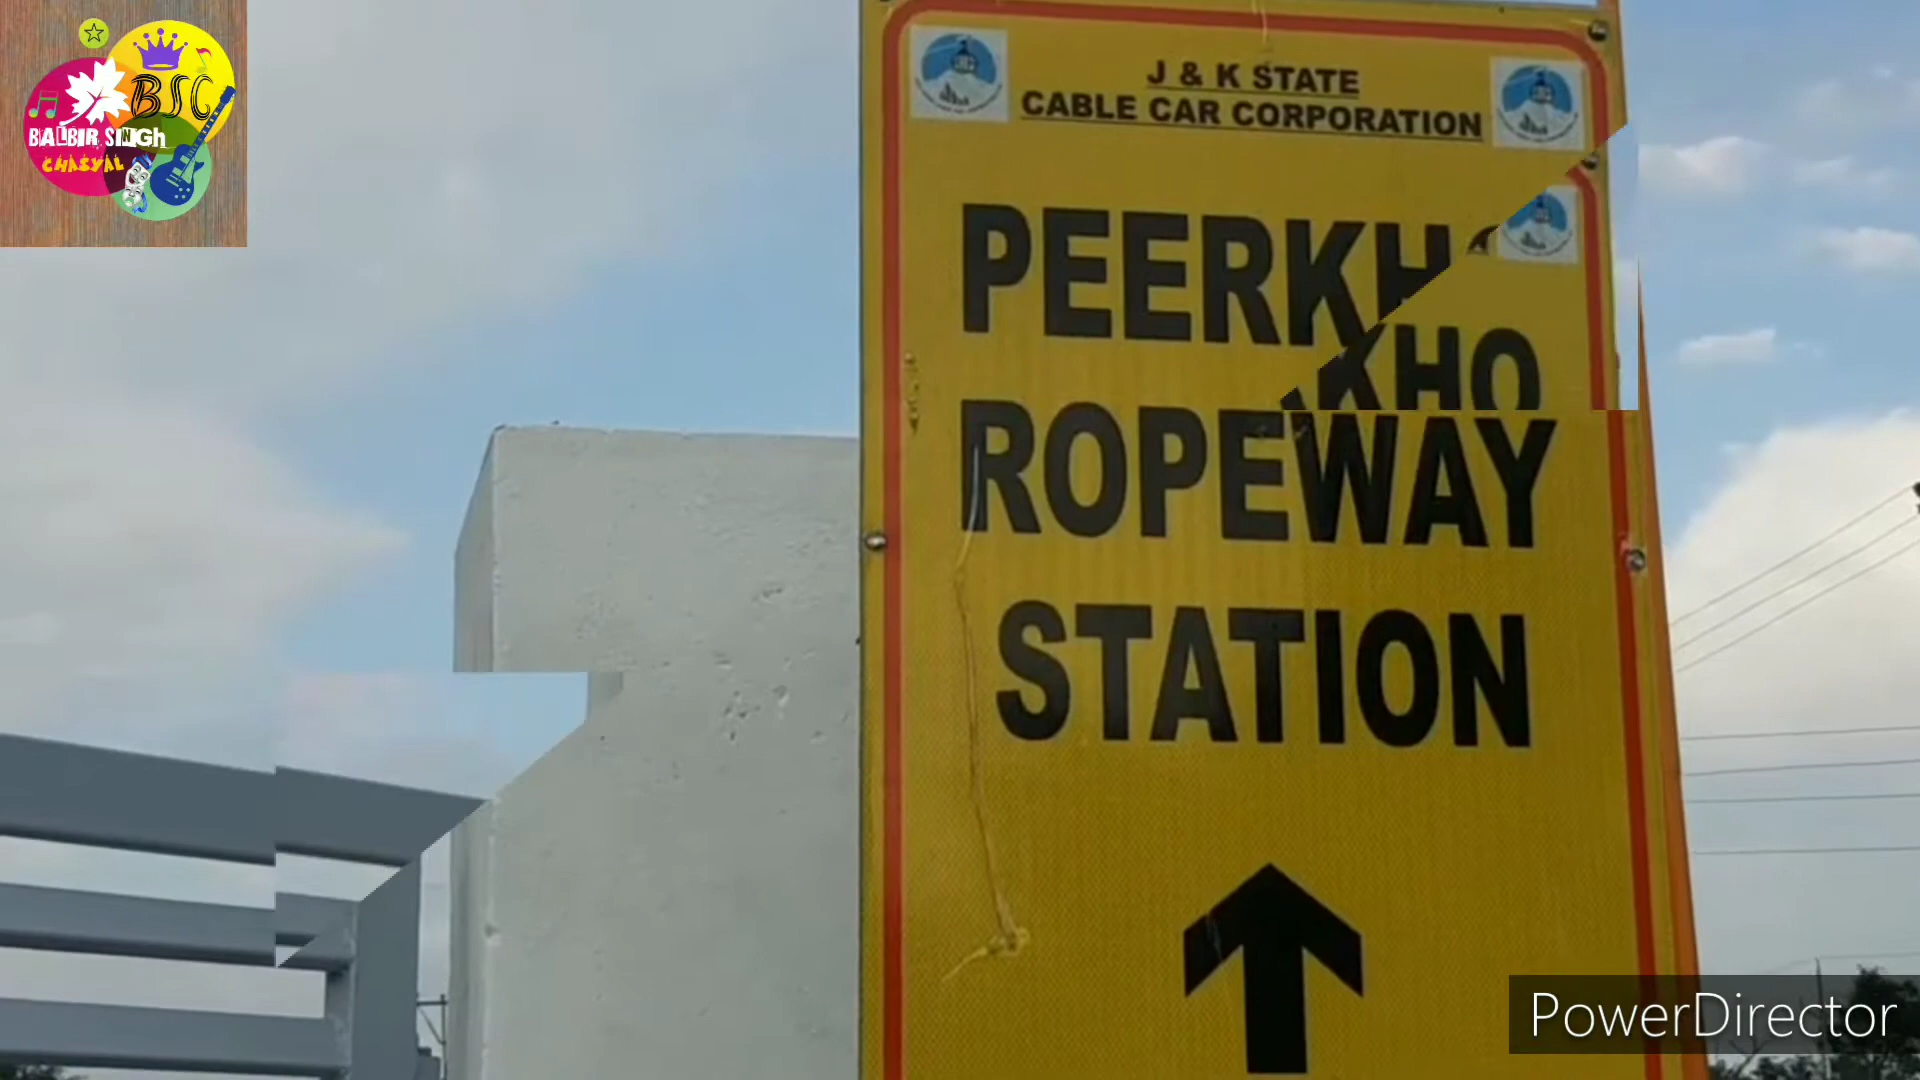 BSC
BALBIR SINGH
CHASYAL
J & K STATE
CABLE CAR CORPORATION
PEERKH
KHO
ROPEWAY
STATION
PowerDirector